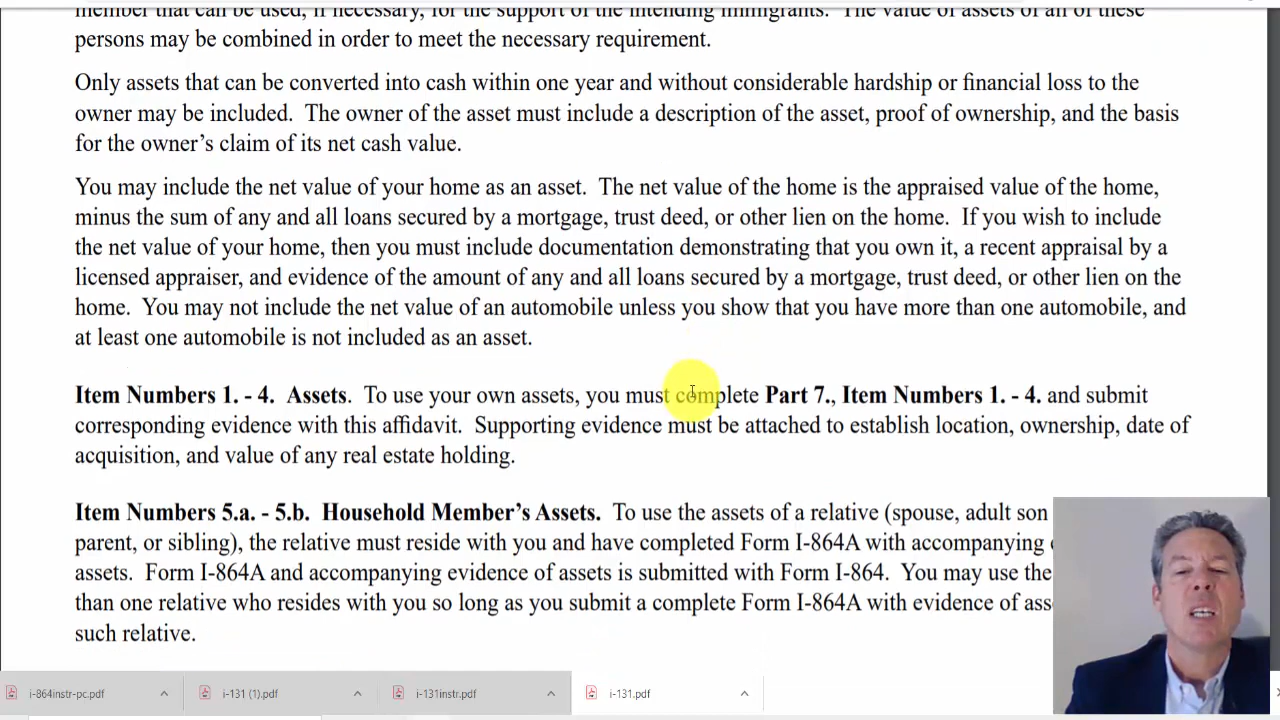 member that can be used, if necessary, for the support of the intending immigrants. The value of assets of all of these
persons may be combined in order to meet the necessary requirement.
Only assets that can be converted into cash within one year and without considerable hardship or financial loss to the
owner may be included. The owner of the asset must include a description of the asset, proof of ownership, and the basis
for the owner’s claim of its net cash value.
You may include the net value of your home as an asset. The net value of the home is the appraised value of the home,
minus the sum of any and all loans secured by a mortgage, trust deed, or other lien on the home. If you wish to include
the net value of your home, then you must include documentation demonstrating that you own it, a recent appraisal by a
licensed appraiser, and evidence of the amount of any and all loans secured by a mortgage, trust deed, or other lien on the
home. You may not include the net value of an automobile unless you show that you have more than one automobile, and
at least one automobile is not included as an asset.
Item Numbers 1. - 4. Assets. To use your own assets, you must complete Part 7., Item Numbers 1. - 4. and submit
corresponding evidence with this affidavit. Supporting evidence must be attached to establish location, ownership, date of
acquisition, and value of any real estate holding.
Item Numbers 5.a. - 5.b. Household Member’s Assets. To use the assets of a relative (spouse, adult son
parent, or sibling), the relative must reside with you and have completed Form I-864A with accompanying
assets. Form I-864A and accompanying evidence of assets is submitted with Form I-864. You may use the
than one relative who resides with you so long as you submit a complete Form I-864A with evidence of
such relative.
i-864instr-pc.pdf
i-131 (1).pdf
i-131instr.pdf
i-131.pdf